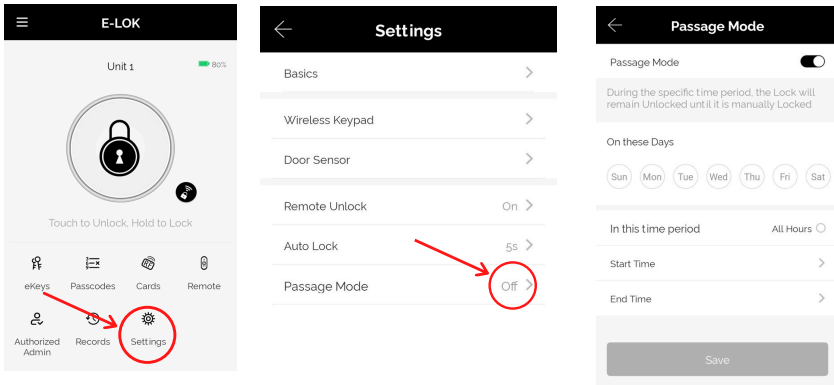 E-LOK
Unit 1
80%
Touch to Unlock, Hold to Lock
eKeys Passcodes Cards Remote
Authorized Admin Records Settings
Settings
Basics
Wireless Keypad
Door Sensor
Remote Unlock On
Auto Lock 5s
Passage Mode Off
Passage Mode
Passage Mode
During the specific time period, the Lock will
remain Unlocked until it is manually Locked
On these Days
Sun Mon Tue Wed Thu Fri Sat
In this time period All Hours
Start Time
End Time
Save